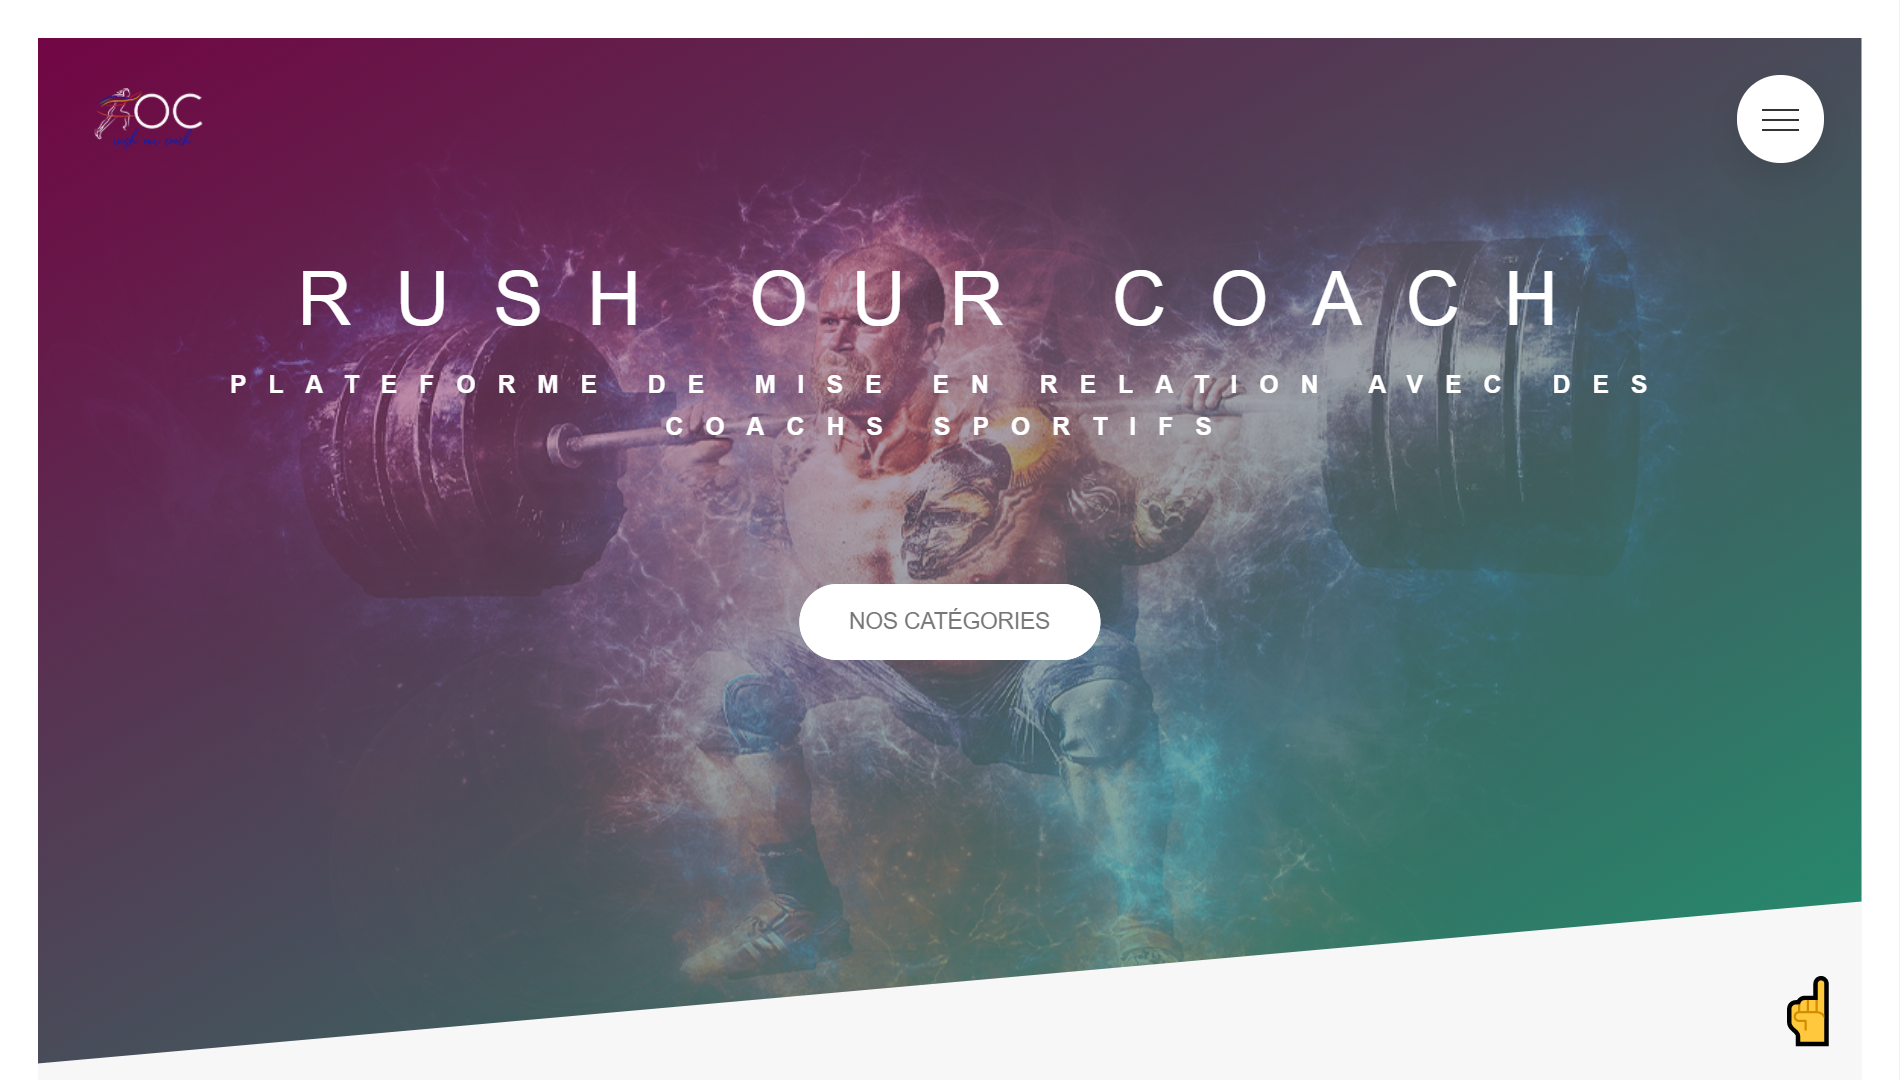 OC
RUSH OUR COACH
PLATEFORME DE MISE EN RELATION AVEC DES
COACHS SPORTIFS
NOS CATÉGORIES